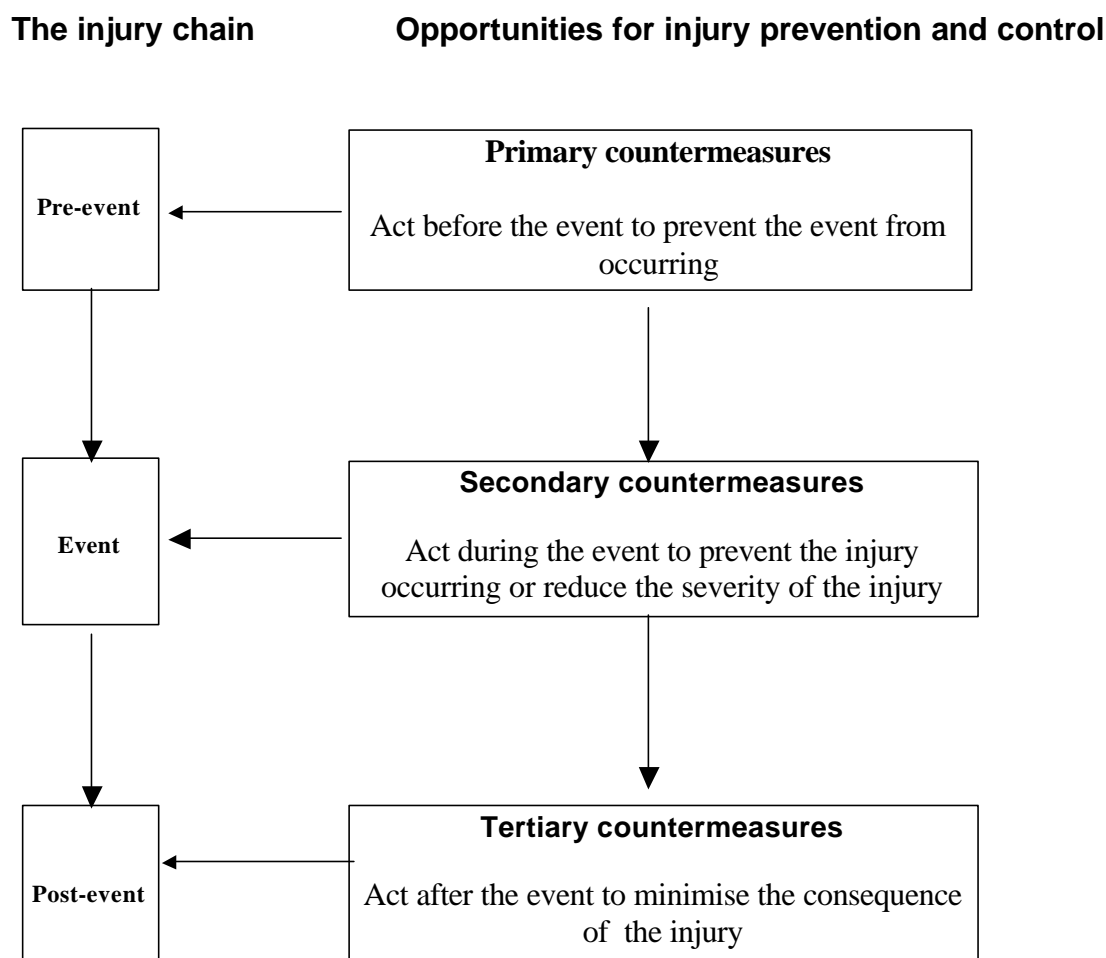 The injury chain Opportunities for injury prevention and control
Pre-event
Primary countermeasures
Act before the event to prevent the event from
occurring
Event
Secondary countermeasures
Act during the event to prevent the injury
occurring or reduce the severity of the injury
Post-event
Tertiary countermeasures
Act after the event to minimise the consequence
of the injury